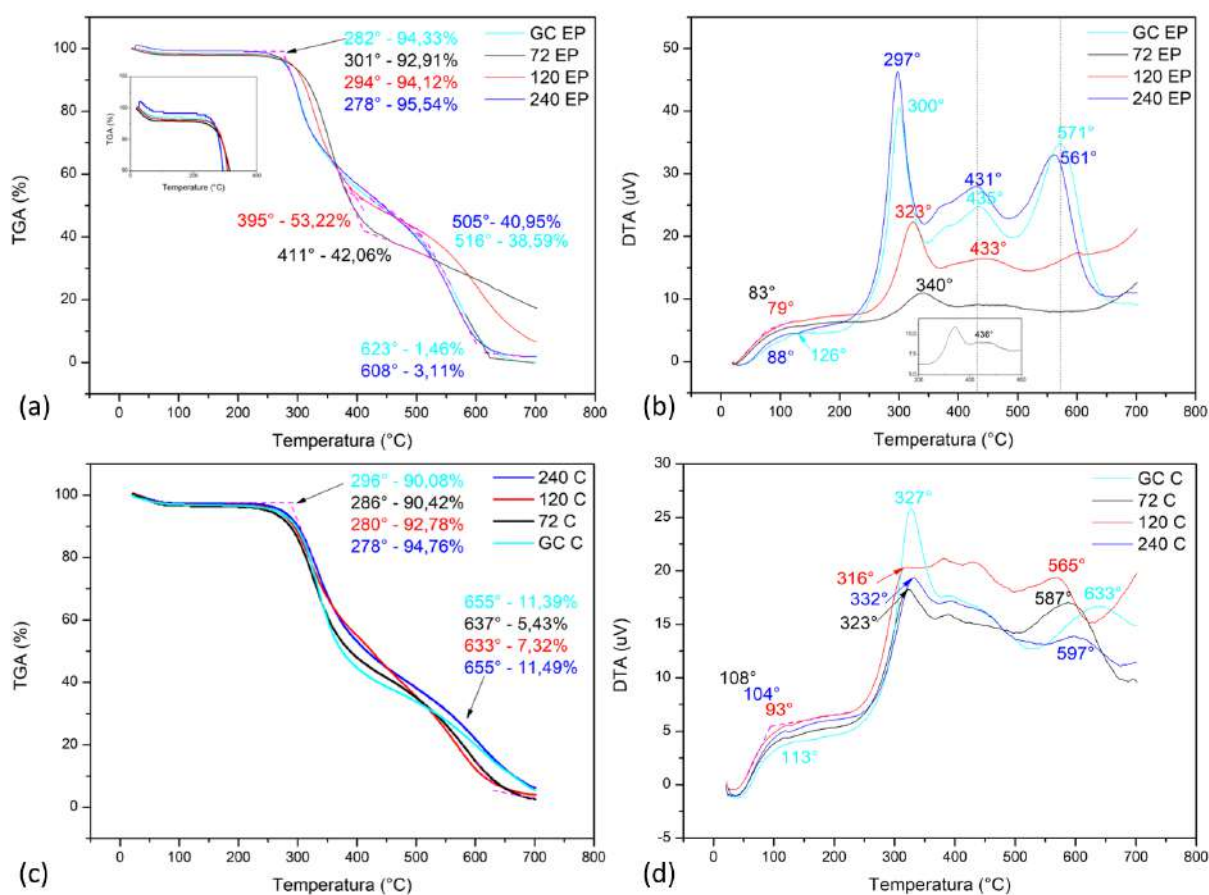 GC EP
72 EP
120 EP
240 EP
282° - 94,33%
301° - 92,91%
294° - 94,12%
278° - 95,54%
395° - 53,22%
411° - 42,06%
505°- 40,95%
516° - 38,59%
623° - 1,46%
608° - 3,11%
100
80
60
40
20
0
TGA (%)
TGA (%)
Temperature (°C)
0 100 200 300 400 500 600 700 800
Temperatura (°C)
(a)
GC EP
72 EP
120 EP
240 EP
297°
300°
323°
340°
431°
435°
433°
571°
561°
83°
79°
88°
126°
436°
50
40
30
20
10
0
DTA (uV)
0 100 200 300 400 500 600 700 800
Temperatura (°C)
(b)
296° - 90,08%
286° - 90,42%
280° - 92,78%
278° - 94,76%
240 C
120 C
72 C
GC C
655° - 11,39%
637° - 5,43%
633° - 7,32%
655° - 11,49%
100
80
60
40
20
0
TGA (%)
0 100 200 300 400 500 600 700 800
Temperatura (°C)
(c)
GC C
72 C
120 C
240 C
327°
316°
332°
323°
565°
587°
633°
597°
108°
104°
93°
113°
30
25
20
15
10
5
0
-5
DTA (uV)
0 100 200 300 400 500 600 700 800
Temperatura (°C)
(d)